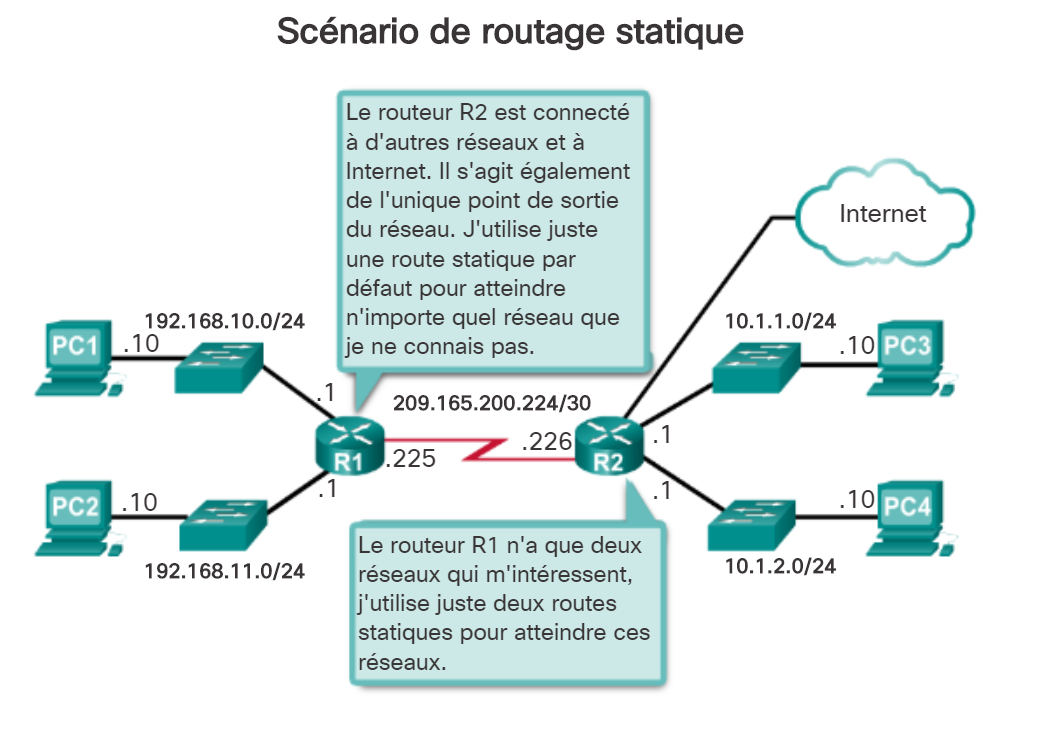 Scénario de routage statique
Le routeur R2 est connecté
à d'autres réseaux et à
Internet. Il s'agit également
de l'unique point de sortie
du réseau. J'utilise juste
une route statique par
défaut pour atteindre
n'importe quel réseau que
je ne connais pas.
Internet
192.168.10.0/24
10.1.1.0/24
PC1
.10
.10
PC3
.1
209.165.200.224/30
R1
.225
.226
R2
.1
.1
.1
PC2
.10
.10
PC4
192.168.11.0/24
10.1.2.0/24
Le routeur R1 n'a que deux
réseaux qui m'intéressent,
j'utilise juste deux routes
statiques pour atteindre ces
réseaux.